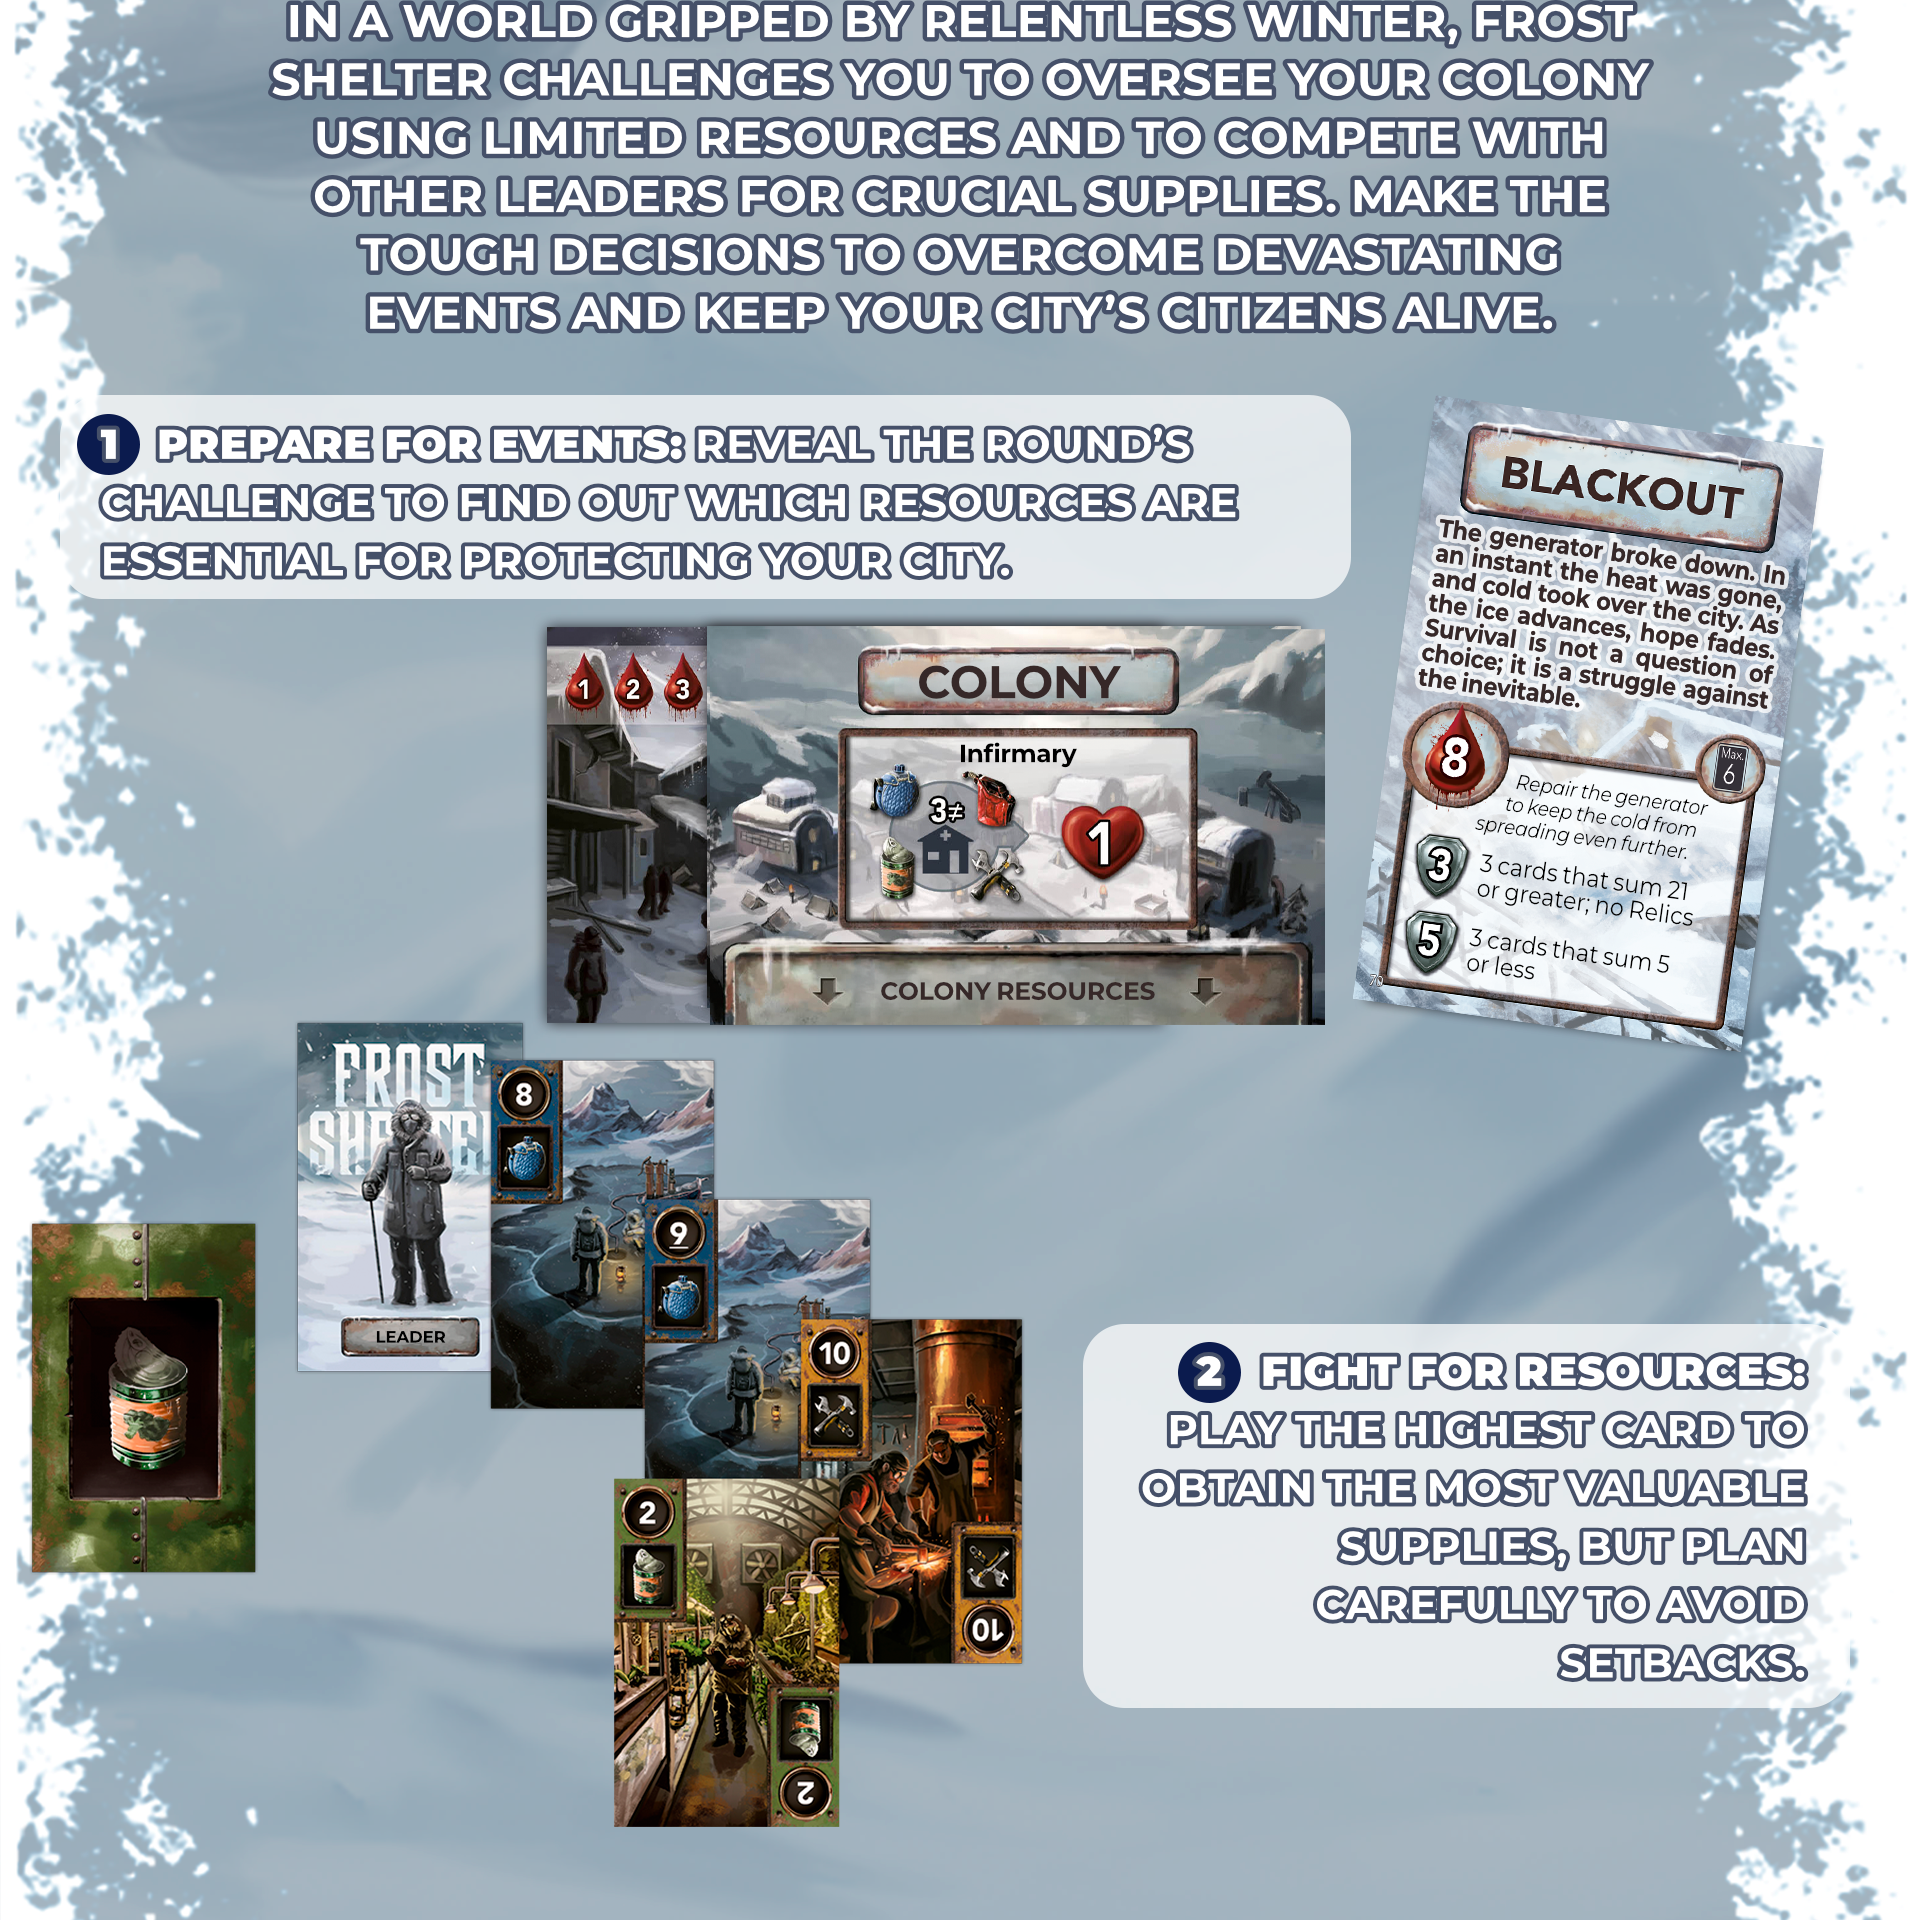 IN A WORLD GRIPPED BY RELENTLESS WINTER, FROST
SHELTER CHALLENGES YOU TO OVERSEE YOUR COLONY
USING LIMITED RESOURCES AND TO COMPETE WITH
OTHER LEADERS FOR CRUCIAL SUPPLIES. MAKE THE
TOUGH DECISIONS TO OVERCOME DEVASTATING
EVENTS AND KEEP YOUR CITY'S CITIZENS ALIVE.
1 PREPARE FOR EVENTS: REVEAL THE ROUND'S
CHALLENGE TO FIND OUT WHICH RESOURCES ARE
ESSENTIAL FOR PROTECTING YOUR CITY.
BLACKOUT
The generator broke down. In
an instant the heat was gone,
and cold took over the city. As
the ice advances, hope fades.
Survival is not a question of
choice; it is a struggle against
the inevitable.
8
Max.
6
Repair the generator
to keep the cold from
spreading even further.
3
3 cards that sum 21
or greater; no Relics
5
3 cards that sum 5
or less
70
1 2 3
COLONY
Infirmary
3≠
1
COLONY RESOURCES
FROST
SHELTER
LEADER
8
9
10
10
2
2
2 FIGHT FOR RESOURCES:
PLAY THE HIGHEST CARD TO
OBTAIN THE MOST VALUABLE
SUPPLIES, BUT PLAN
CAREFULLY TO AVOID
SETBACKS.